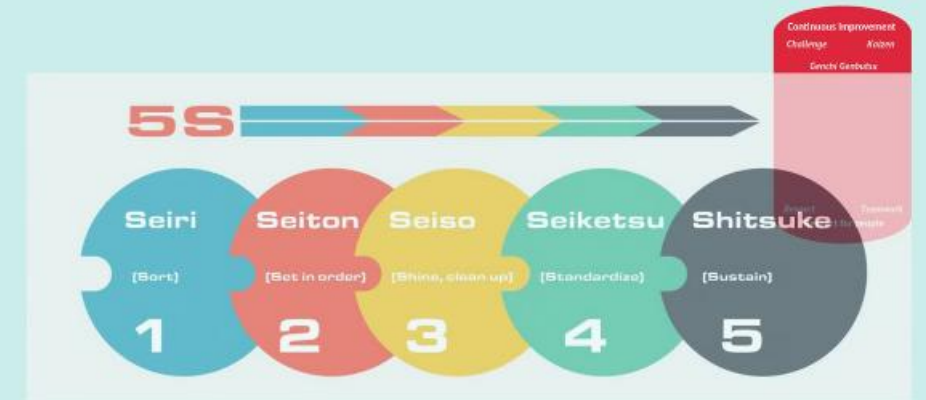 Continuous Improvement
Challenge Kaizen
Genchi Genbutsu
5S
Seiri
[Sort]
1
Seiton
[Set in order]
2
Seiso
[Shine, clean up]
3
Seiketsu
[Standardize]
4
Shitsuke
[Sustain]
5
Respect Teamwork
people